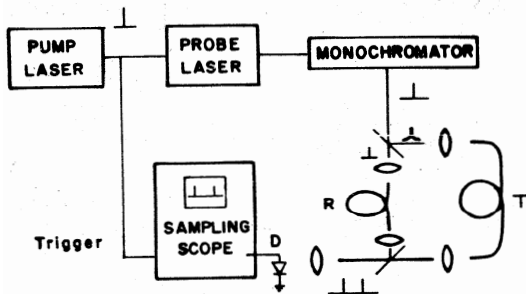 PUMP
LASER
PROBE
LASER
MONOCHROMATOR
R
T
Trigger
SAMPLING
SCOPE
D